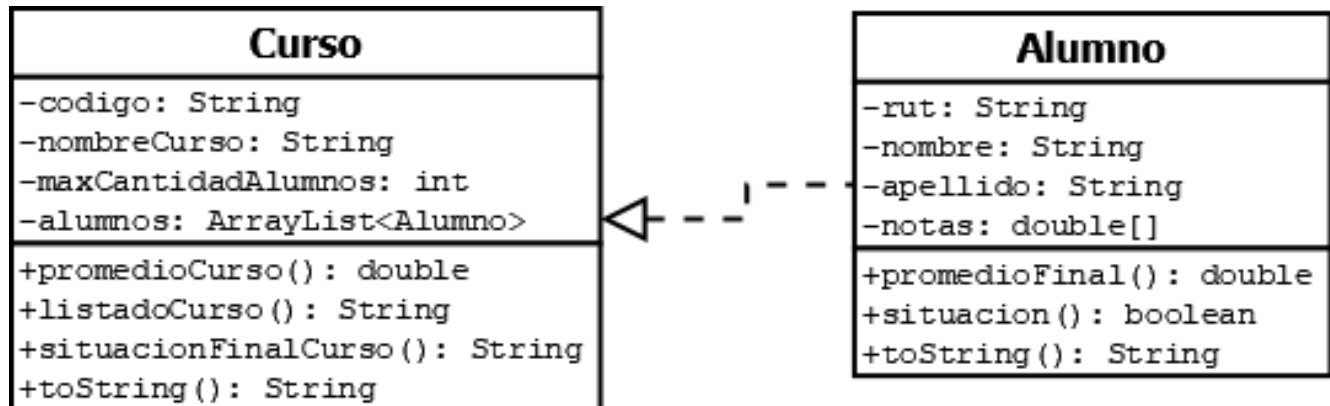 Curso
-codigo: String
-nombreCurso: String
-maxCantidadAlumnos: int
-alumnos: ArrayList<Alumno>
+promedioCurso(): double
+listadoCurso(): String
+situacionFinalCurso(): String
+toString(): String
Alumno
-rut: String
-nombre: String
-apellido: String
-notas: double[]
+promedioFinal(): double
+situacion(): boolean
+toString(): String